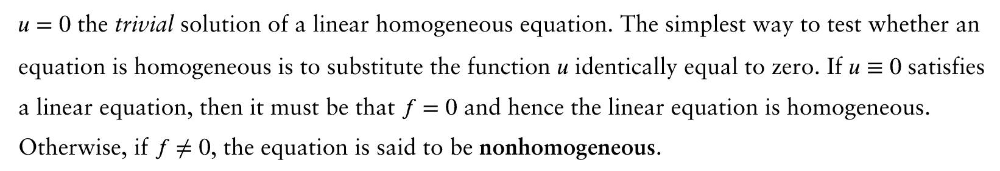 u = 0 the trivial solution of a linear homogeneous equation. The simplest way to test whether an
equation is homogeneous is to substitute the function u identically equal to zero. If u ≡ 0 satisfies
a linear equation, then it must be that f = 0 and hence the linear equation is homogeneous.
Otherwise, if f ≠ 0, the equation is said to be nonhomogeneous.